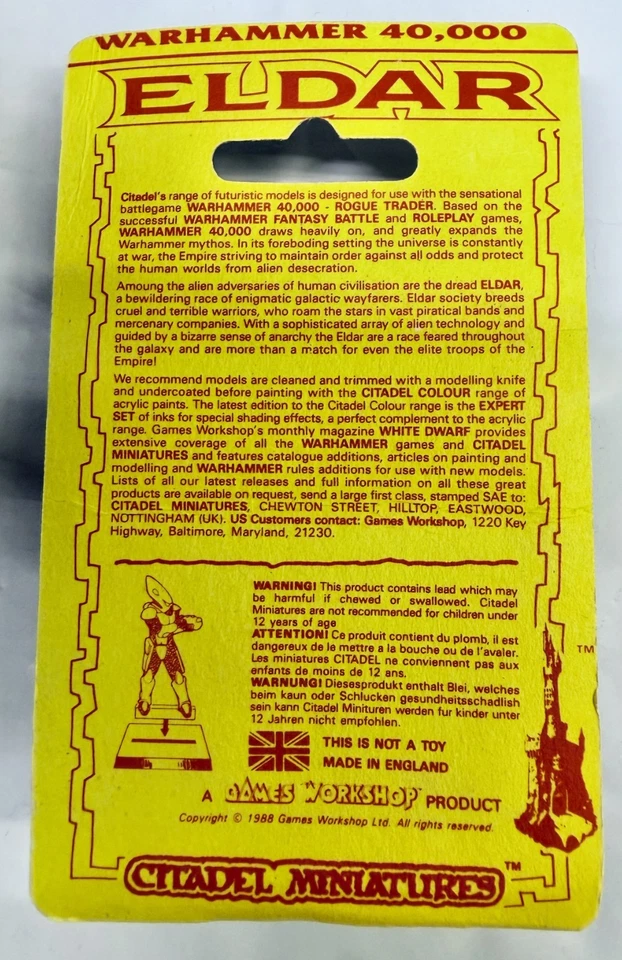 WARHAMMER 40,000
ELDAR
Citadel's range of futuristic models is designed for use with the sensational
battlegame WARHAMMER 40,000 - ROGUE TRADER. Based on the
successful WARHAMMER FANTASY BATTLE and ROLEPLAY games,
WARHAMMER 40,000 draws heavily on, and greatly expands the
Warhammer mythos. In its foreboding setting the universe is constantly
at war, the Empire striving to maintain order against all odds and protect
the human worlds from alien desecration.
Amoung the alien adversaries of human civilisation are the dread ELDAR,
a bewildering race of enigmatic galactic wayfarers. Eldar society breeds
cruel and terrible warriors, who roam the stars in vast piratical bands and
mercenary companies. With a sophisticated array of alien technology and
guided by a bizarre sense of anarchy the Eldar are a race feared throughout
the galaxy and are more than a match for even the elite troops of the
Empire!
We recommend models are cleaned and trimmed with a modelling knife
and undercoated before painting with the CITADEL COLOUR range of
acrylic paints. The latest edition to the Citadel Colour range is the EXPERT
SET of inks for special shading effects, a perfect complement to the acrylic
range. Games Workshop's monthly magazine WHITE DWARF provides
extensive coverage of all the WARHAMMER games and CITADEL
MINIATURES and features catalogue additions, articles on painting and
modelling and WARHAMMER rules additions for use with new models.
Lists of all our latest releases and full information on all these great
products are available on request, send a large first class, stamped SAE to:
CITADEL MINIATURES, CHEWTON STREET, HILLTOP, EASTWOOD,
NOTTINGHAM (UK). US Customers contact: Games Workshop, 1220 Key
Highway, Baltimore, Maryland, 21230.
WARNING! This product contains lead which may
be harmful if chewed or swallowed. Citadel
Miniatures are not recommended for children under
12 years of age
ATTENTION! Ce produit contient du plomb, il est
dangereux de le mettre a la bouche ou de l'avaler.
Les miniatures CITADEL ne conviennent pas aux
enfants de moins de 12 ans.
WARNUNG! Diesesprodukt enthalt Blei, welches
beim kaun oder Schlucken gesundheitsschadlish
sein kann Citadel Minituren werden fur kinder unter
12 Jahren nicht empfohlen.
TM
THIS IS NOT A TOY
MADE IN ENGLAND
A GAMES WORKSHOP PRODUCT
Copyright © 1988 Games Workshop Ltd. All rights reserved.
CITADEL MINIATURES TM